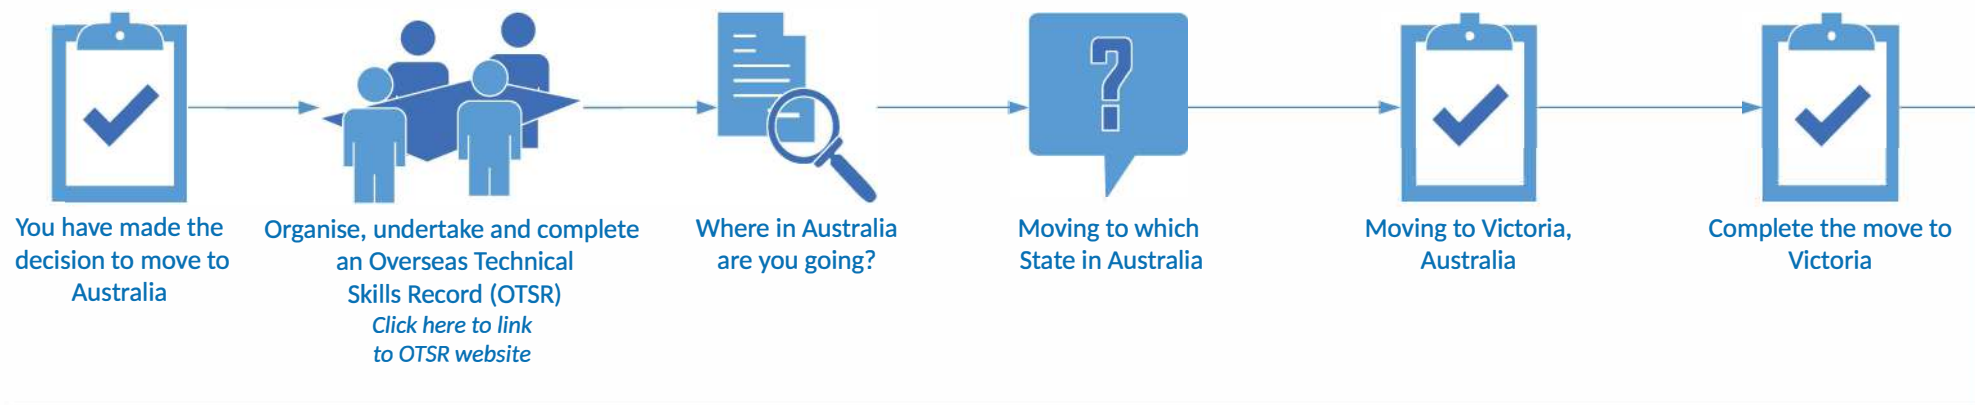 You have made the
decision to move to
Australia
Organise, undertake and complete
an Overseas Technical
Skills Record (OTSR)
Click here to link
to OTSR website
Where in Australia
are you going?
?
Moving to which
State in Australia
Moving to Victoria,
Australia
Complete the move to
Victoria